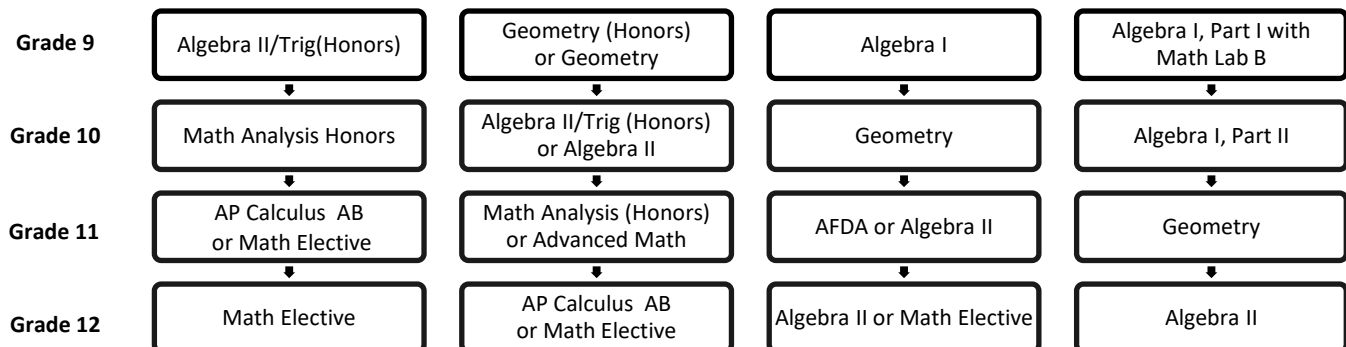 Grade 9
Algebra II/Trig(Honors)
Geometry (Honors)
or Geometry
Algebra I
Algebra I, Part I with
Math Lab B
Grade 10
Math Analysis Honors
Algebra II/Trig (Honors)
or Algebra II
Geometry
Algebra I, Part II
Grade 11
AP Calculus  AB
or Math Elective
Math Analysis (Honors)
or Advanced Math
AFDA or Algebra II
Geometry
Grade 12
Math Elective
AP Calculus  AB
or Math Elective
Algebra II or Math Elective
Algebra II